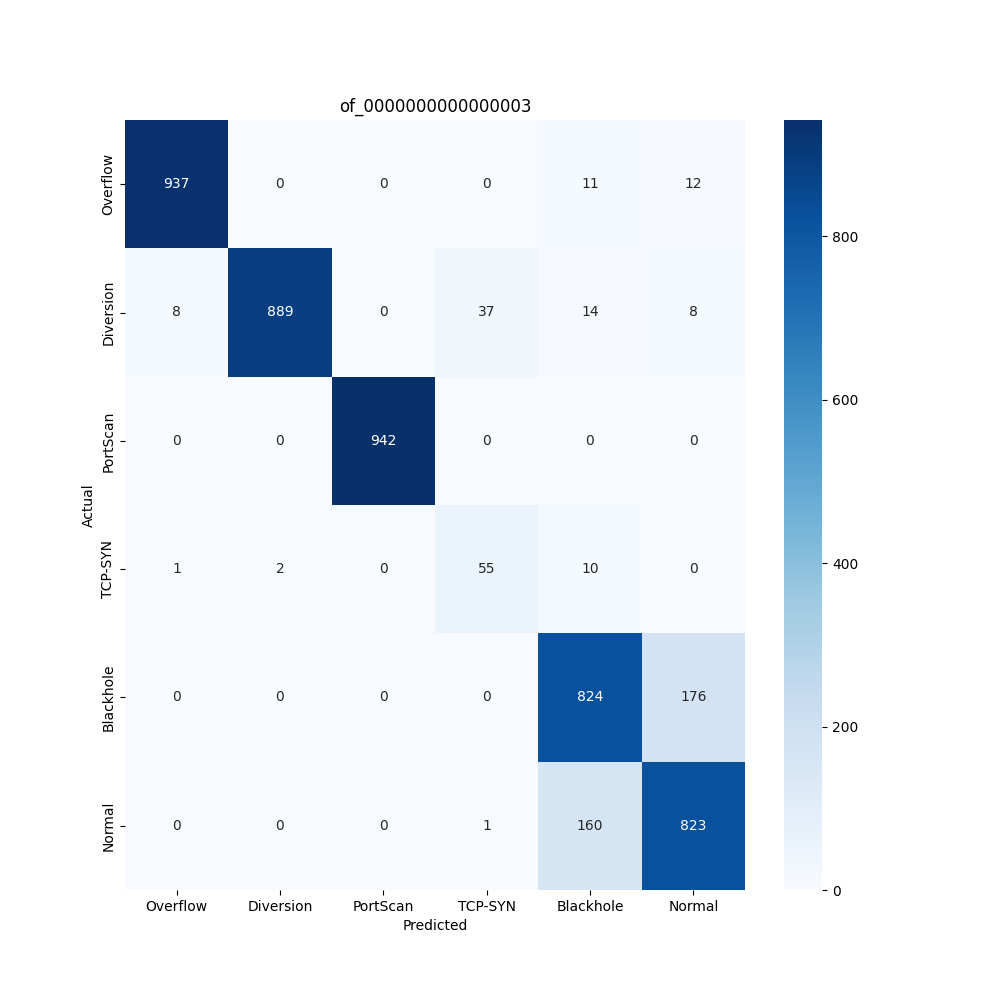 of_0000000000000003
Overflow 937 0 0 0 11 12
Diversion 8 889 0 37 14 8
PortScan 0 0 942 0 0 0
TCP-SYN 1 2 0 55 10 0
Blackhole 0 0 0 0 824 176
Normal 0 0 0 1 160 823
Actual
Overflow Diversion PortScan TCP-SYN Blackhole Normal
Predicted
800
600
400
200
0